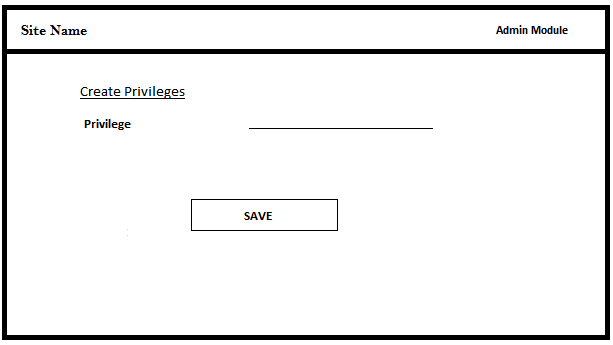 Site Name
Admin Module
Create Privileges
Privilege
SAVE